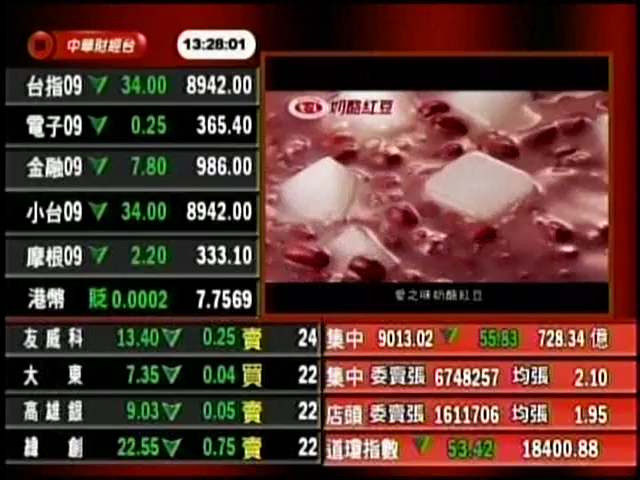 中華財經台 13:28:01
台指09 34.00 8942.00
電子09 0.25 365.40
金融09 7.80 986.00
小台09 34.00 8942.00
摩根09 2.20 333.10
港幣 貶 0.0002 7.7569
奶酪紅豆
愛之味奶酪紅豆
友威科 13.40 0.25 賣 24
大東 7.35 0.04 買 22
高雄銀 9.03 0.05 賣 22
緯創 22.55 0.75 賣 22
集中 9013.02 55.83 728.34 億
集中 委賣張 6748257 均張 2.10
店頭 委賣張 1611706 均張 1.95
道瓊指數 53.42 18400.88